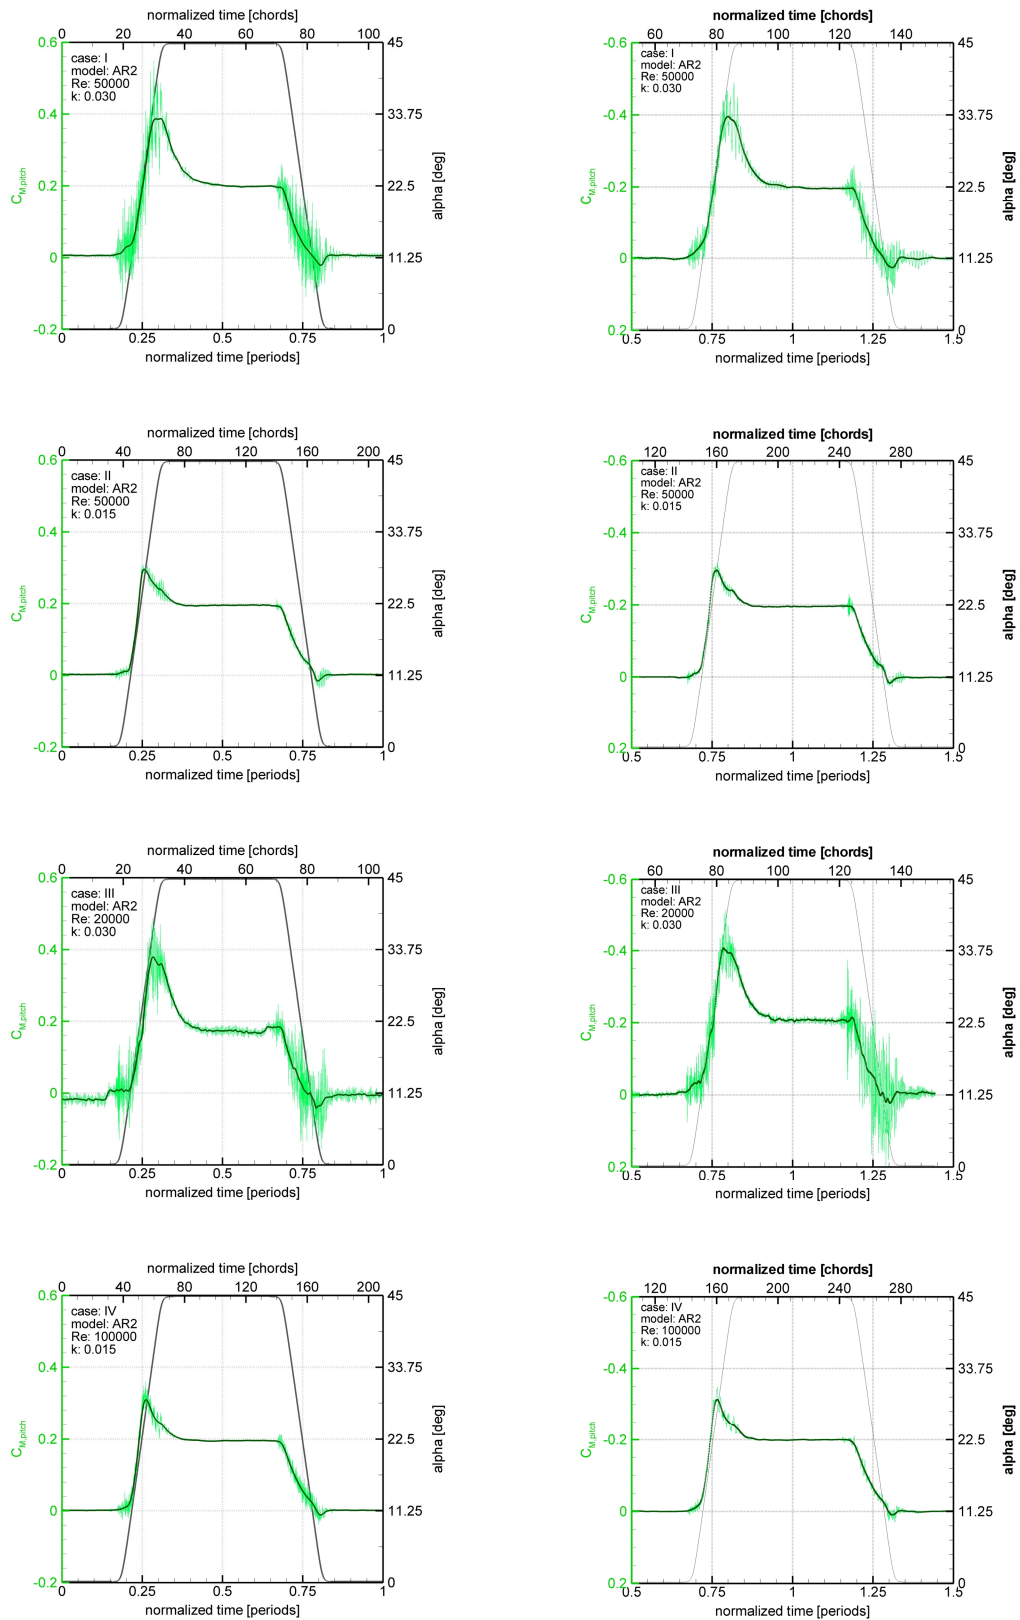 normalized time [chords]
0 20 40 60 80 100
0.6 45
case: I
model: AR2
Re: 50000
k: 0.030
0.4 33.75
C_M,pitch
0.2 22.5
alpha [deg]
0 11.25
-0.2 0
0 0.25 0.5 0.75 1
normalized time [periods]
normalized time [chords]
60 80 100 120 140
-0.6 45
case: I
model: AR2
Re: 50000
k: 0.030
-0.4 33.75
C_M,pitch
-0.2 22.5
alpha [deg]
0 11.25
0.2 0
0.5 0.75 1 1.25 1.5
normalized time [periods]
normalized time [chords]
0 40 80 120 160 200
0.6 45
case: II
model: AR2
Re: 50000
k: 0.015
0.4 33.75
C_M,pitch
0.2 22.5
alpha [deg]
0 11.25
-0.2 0
0 0.25 0.5 0.75 1
normalized time [periods]
normalized time [chords]
120 160 200 240 280
-0.6 45
case: II
model: AR2
Re: 50000
k: 0.015
-0.4 33.75
C_M,pitch
-0.2 22.5
alpha [deg]
0 11.25
0.2 0
0.5 0.75 1 1.25 1.5
normalized time [periods]
normalized time [chords]
0 20 40 60 80 100
0.6 45
case: III
model: AR2
Re: 20000
k: 0.030
0.4 33.75
C_M,pitch
0.2 22.5
alpha [deg]
0 11.25
-0.2 0
0 0.25 0.5 0.75 1
normalized time [periods]
normalized time [chords]
60 80 100 120 140
-0.6 45
case: III
model: AR2
Re: 20000
k: 0.030
-0.4 33.75
C_M,pitch
-0.2 22.5
alpha [deg]
0 11.25
0.2 0
0.5 0.75 1 1.25 1.5
normalized time [periods]
normalized time [chords]
0 40 80 120 160 200
0.6 45
case: IV
model: AR2
Re: 100000
k: 0.015
0.4 33.75
C_M,pitch
0.2 22.5
alpha [deg]
0 11.25
-0.2 0
0 0.25 0.5 0.75 1
normalized time [periods]
normalized time [chords]
120 160 200 240 280
-0.6 45
case: IV
model: AR2
Re: 100000
k: 0.015
-0.4 33.75
C_M,pitch
-0.2 22.5
alpha [deg]
0 11.25
0.2 0
0.5 0.75 1 1.25 1.5
normalized time [periods]